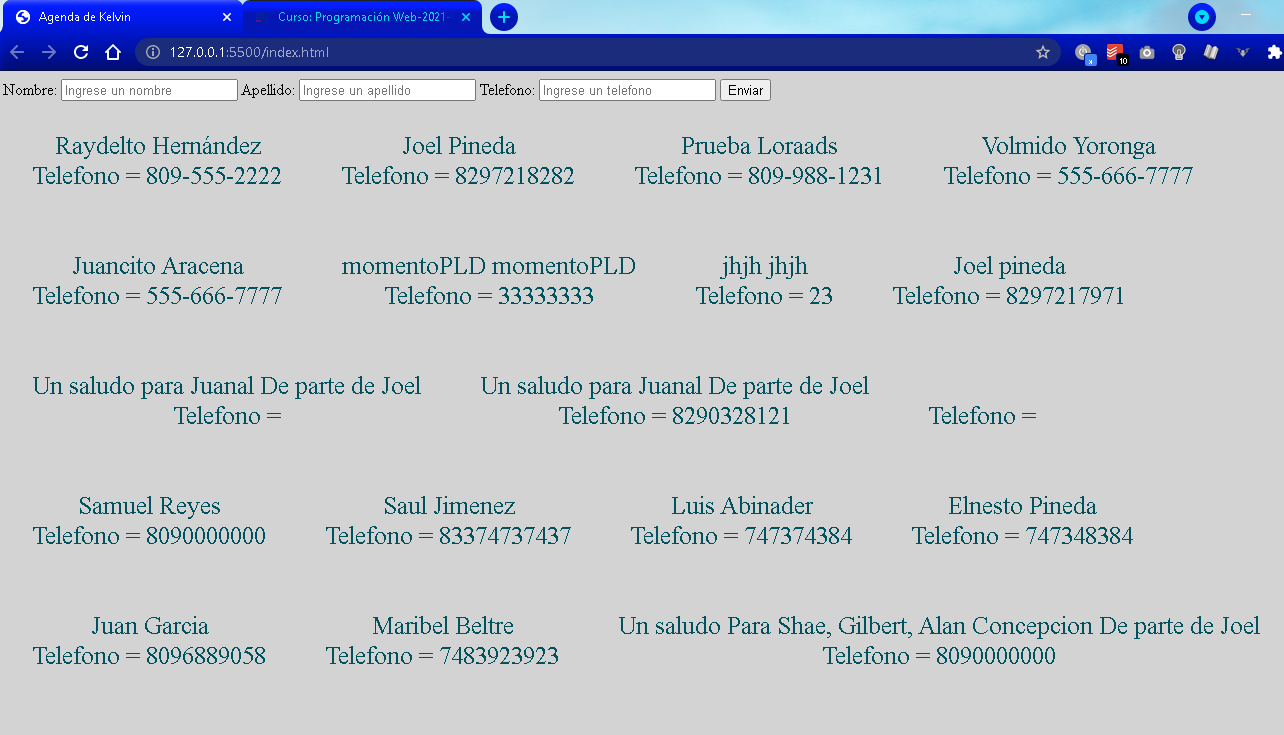 Agenda de Kelvin
Curso: Programación Web-2021-
127.0.0.1:5500/index.html
10
Nombre: Ingrese un nombre Apellido: Ingrese un apellido Telefono: Ingrese un telefono Enviar
Raydelto Hernández Joel Pineda Prueba Loraads Volmido Yoronga
Telefono = 809-555-2222 Telefono = 8297218282 Telefono = 809-988-1231 Telefono = 555-666-7777
Juancito Aracena momentoPLD momentoPLD jhjh jhjh Joel pineda
Telefono = 555-666-7777 Telefono = 33333333 Telefono = 23 Telefono = 8297217971
Un saludo para Juanal De parte de Joel Un saludo para Juanal De parte de Joel
Telefono = Telefono = 8290328121 Telefono =
Samuel Reyes Saul Jimenez Luis Abinader Elnesto Pineda
Telefono = 8090000000 Telefono = 83374737437 Telefono = 747374384 Telefono = 747348384
Juan Garcia Maribel Beltre Un saludo Para Shae, Gilbert, Alan Concepcion De parte de Joel
Telefono = 8096889058 Telefono = 7483923923 Telefono = 8090000000